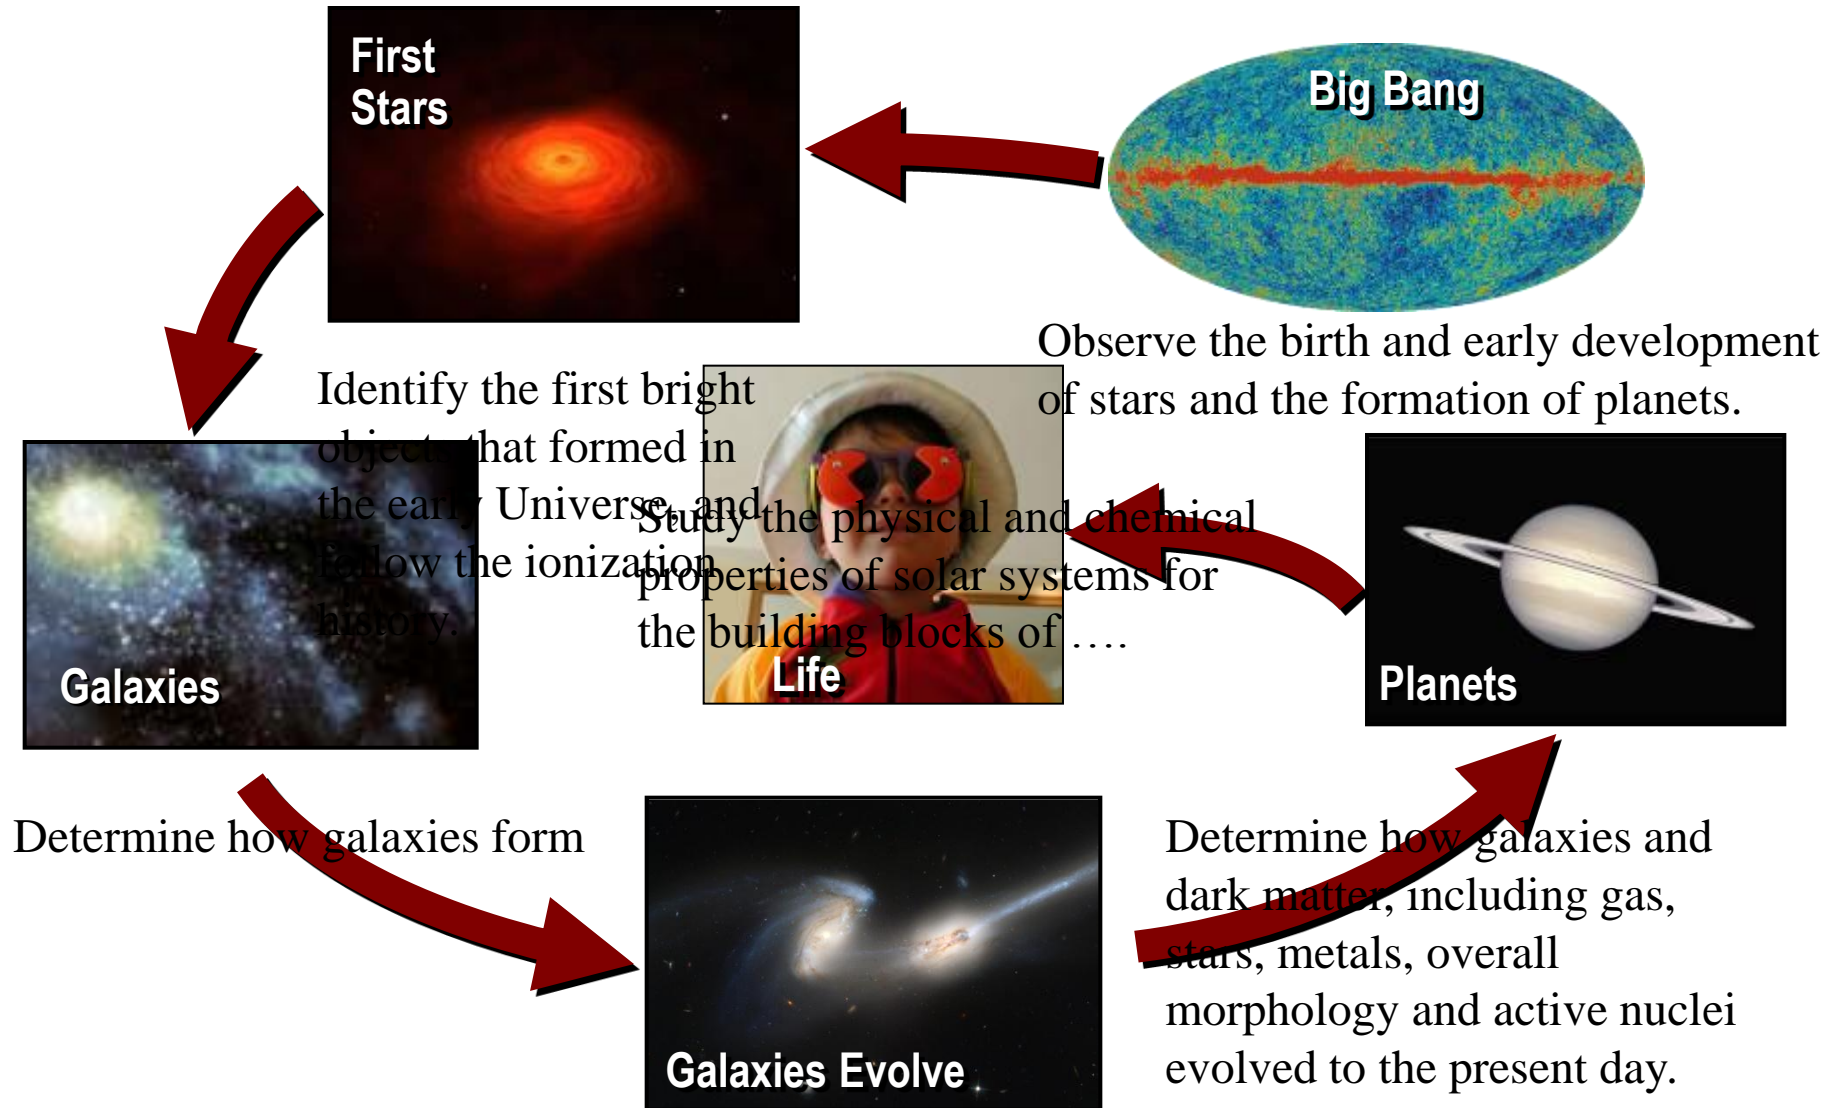 First
Stars
Big Bang
Observe the birth and early development
of stars and the formation of planets.
Identify the first bright
objects that formed in
the early Universe, and
follow the ionization
history.
Study the physical and chemical
properties of solar systems for
the building blocks of ….
Galaxies
Life
Planets
Determine how galaxies form
Determine how galaxies and
dark matter, including gas,
stars, metals, overall
morphology and active nuclei
evolved to the present day.
Galaxies Evolve